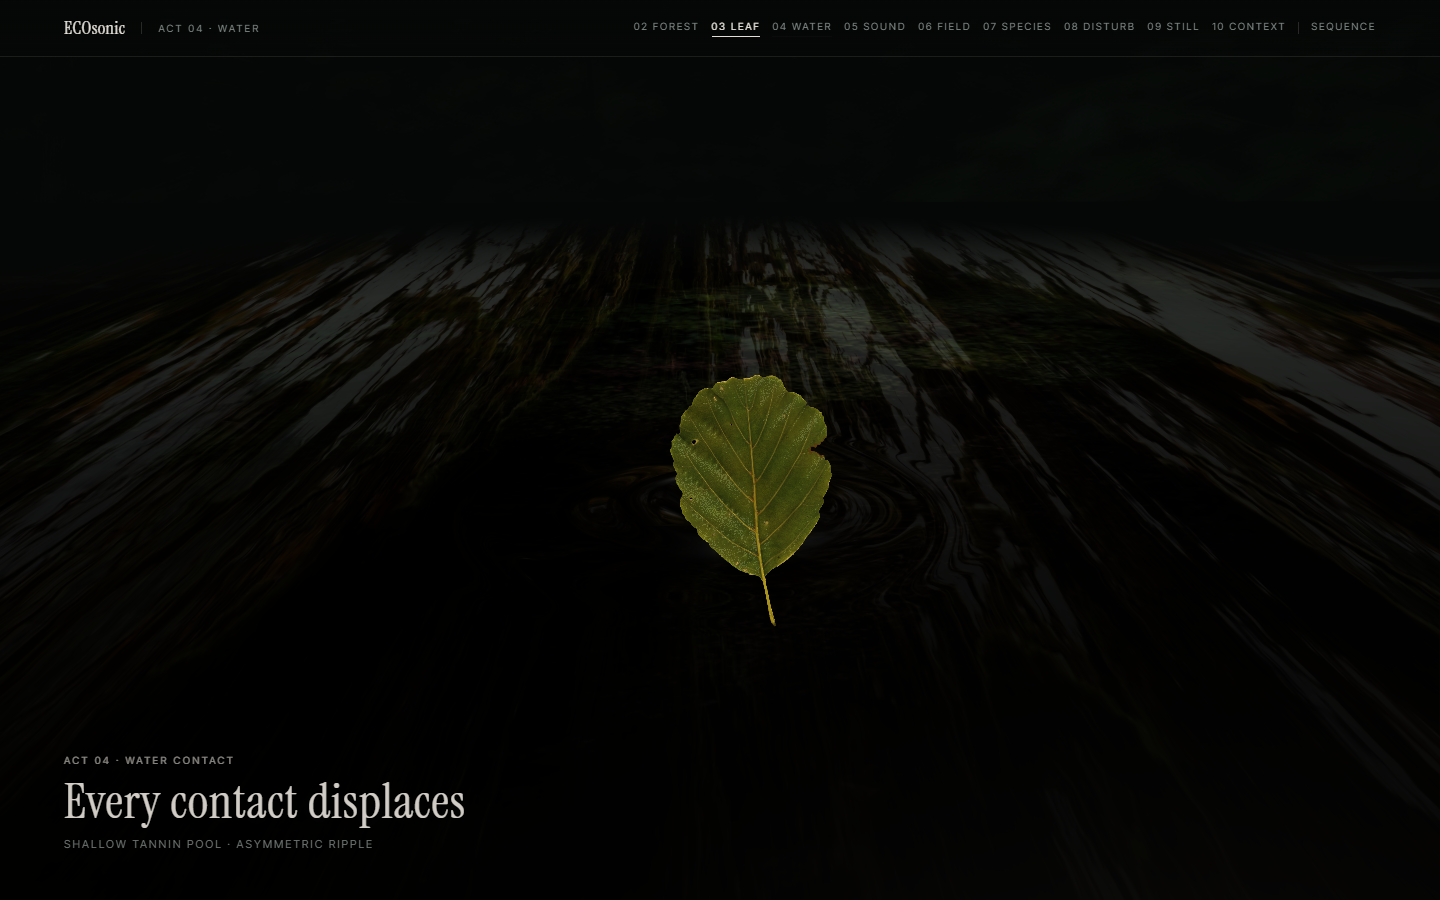 ECOsonic
ACT 04 · WATER
02 FOREST 03 LEAF 04 WATER 05 SOUND 06 FIELD 07 SPECIES 08 DISTURB 09 STILL 10 CONTEXT SEQUENCE
ACT 04 · WATER CONTACT
Every contact displaces
SHALLOW TANNIN POOL · ASYMMETRIC RIPPLE